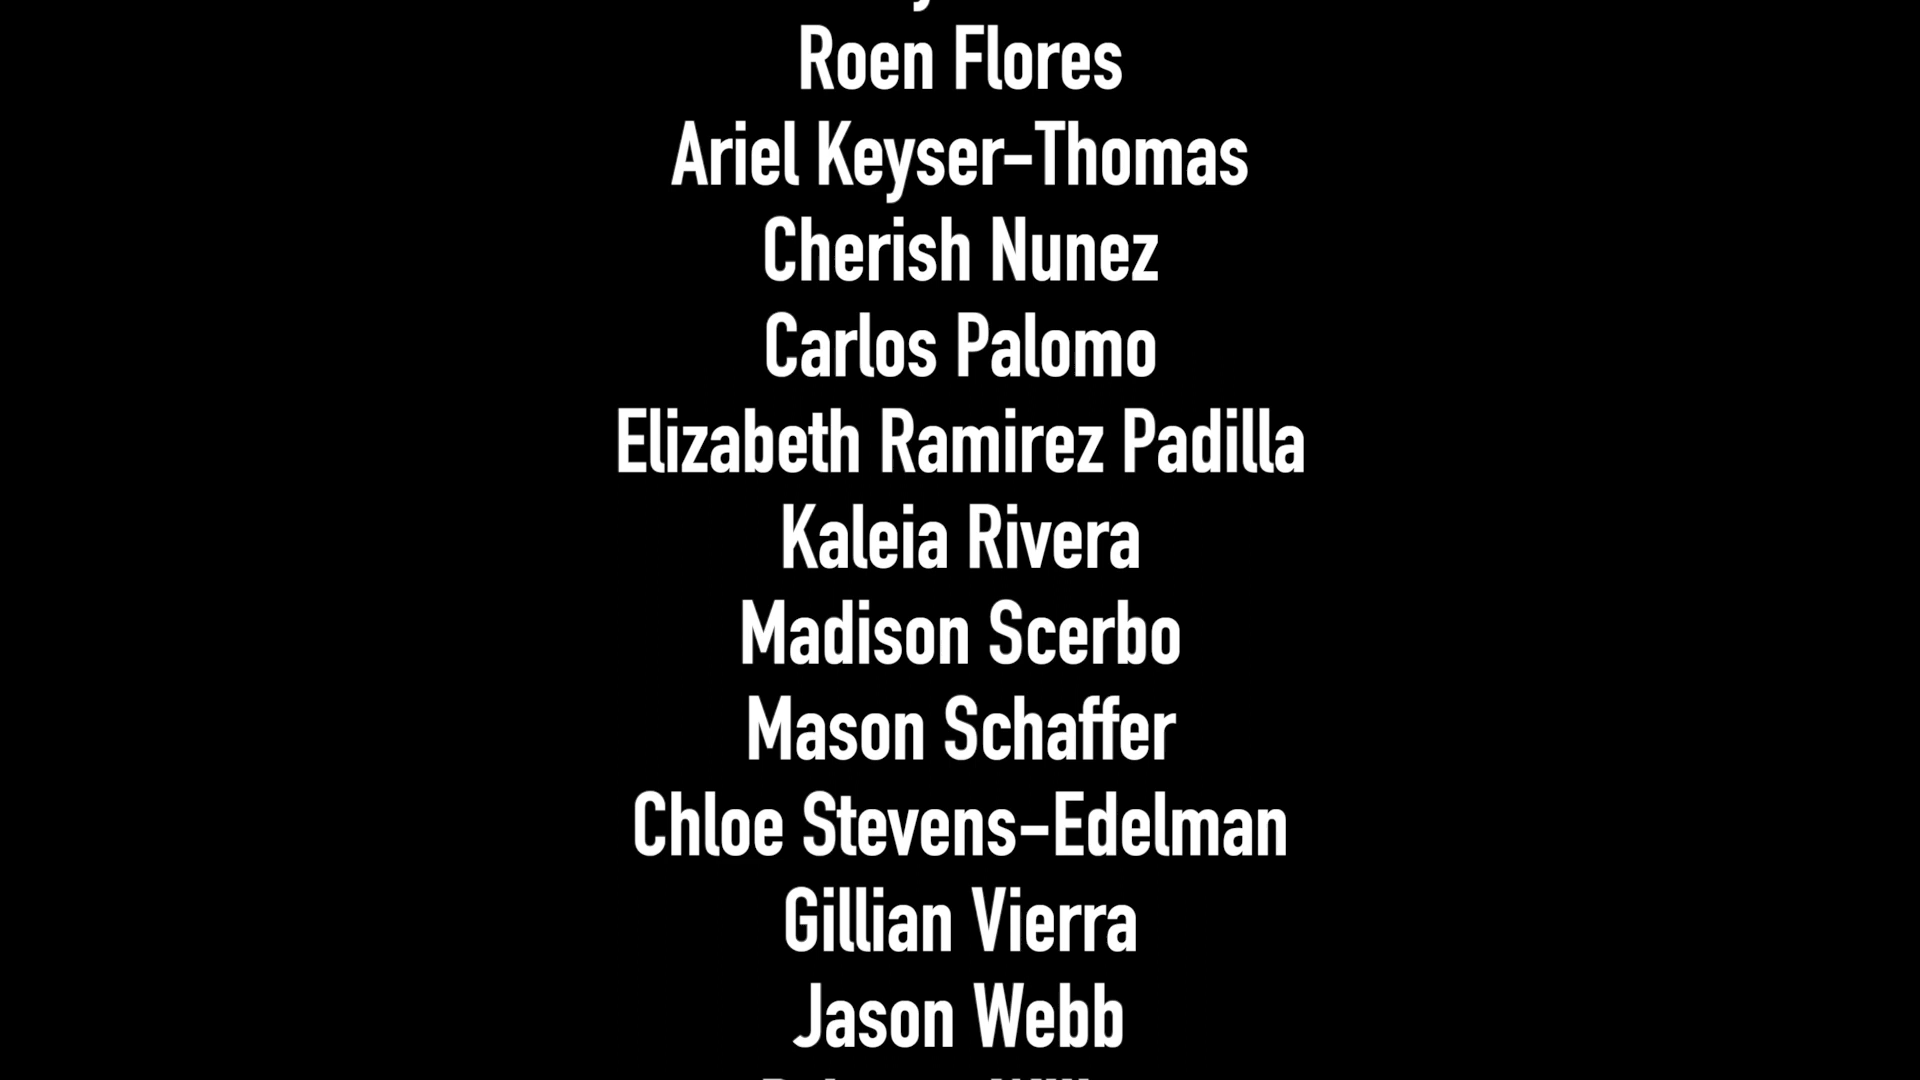 Roen Flores
Ariel Keyser-Thomas
Cherish Nunez
Carlos Palomo
Elizabeth Ramirez Padilla
Kaleia Rivera
Madison Scerbo
Mason Schaffer
Chloe Stevens-Edelman
Gillian Vierra
Jason Webb